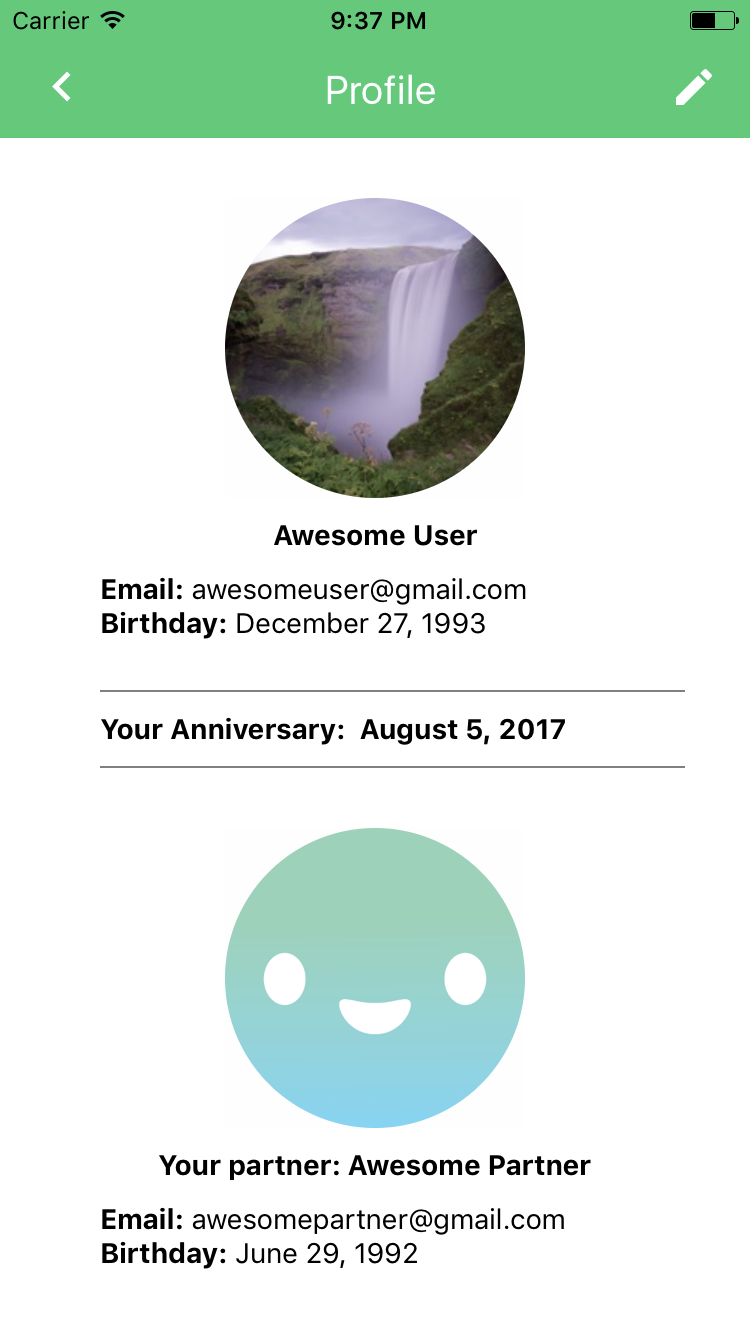 Carrier 9:37 PM
Profile
Awesome User
Email: awesomeuser@gmail.com
Birthday: December 27, 1993
Your Anniversary: August 5, 2017
Your partner: Awesome Partner
Email: awesomepartner@gmail.com
Birthday: June 29, 1992